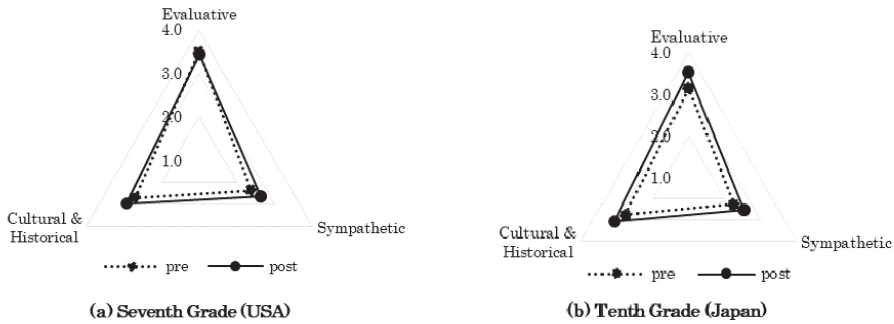 Evaluative
4.0
3.0
2.0
1.0
Cultural &
Historical
Sympathetic
pre
post
(a) Seventh Grade (USA)
Evaluative
4.0
3.0
2.0
1.0
Cultural &
Historical
Sympathetic
pre
post
(b) Tenth Grade (Japan)